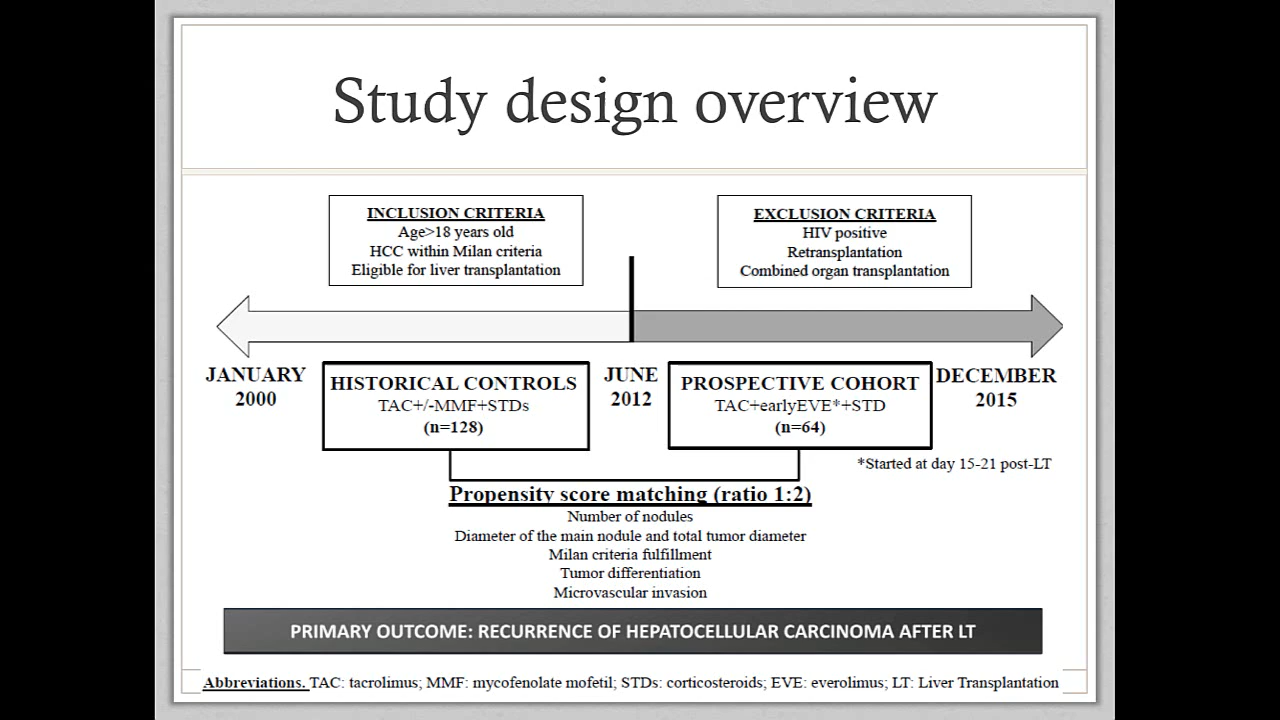 Study design overview
INCLUSION CRITERIA
Age>18 years old
HCC within Milan criteria
Eligible for liver transplantation
EXCLUSION CRITERIA
HIV positive
Retransplantation
Combined organ transplantation
JANUARY
2000
HISTORICAL CONTROLS
TAC+/-MMF+STDs
(n=128)
JUNE
2012
PROSPECTIVE COHORT
TAC+earlyEVE*+STD
(n=64)
DECEMBER
2015
*Started at day 15-21 post-LT
Propensity score matching (ratio 1:2)
Number of nodules
Diameter of the main nodule and total tumor diameter
Milan criteria fulfillment
Tumor differentiation
Microvascular invasion
PRIMARY OUTCOME: RECURRENCE OF HEPATOCELLULAR CARCINOMA AFTER LT
Abbreviations. TAC: tacrolimus; MMF: mycofenolate mofetil; STDs: corticosteroids; EVE: everolimus; LT: Liver Transplantation